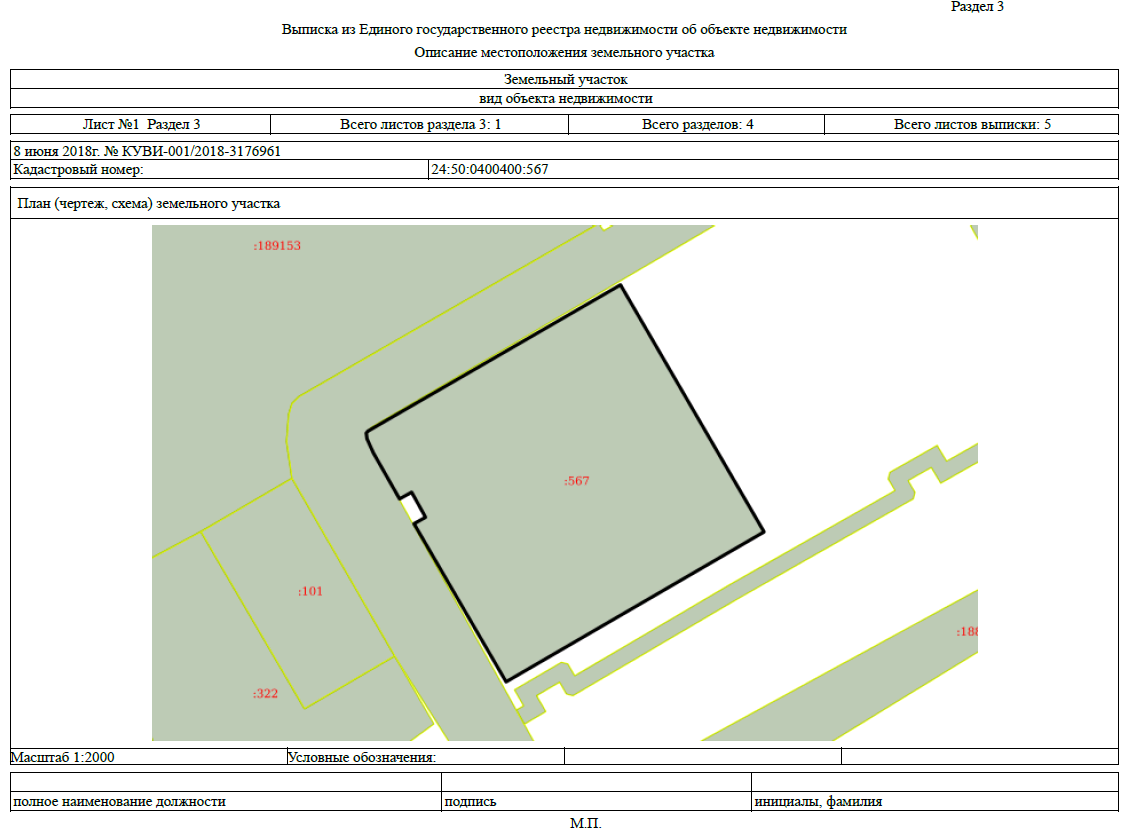 Раздел 3
Выписка из Единого государственного реестра недвижимости об объекте недвижимости
Описание местоположения земельного участка
Земельный участок
вид объекта недвижимости
Лист №1 Раздел 3 Всего листов раздела 3: 1 Всего разделов: 4 Всего листов выписки: 5
8 июня 2018г. № КУВИ-001/2018-3176961
Кадастровый номер: 24:50:0400400:567
План (чертеж, схема) земельного участка
:189153
:567
:101
:188
:322
Масштаб 1:2000 Условные обозначения:
полное наименование должности подпись инициалы, фамилия
М.П.